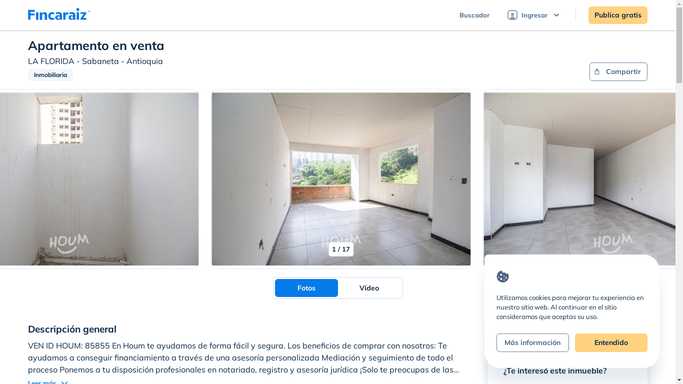 Fincaraiz
Buscador
Ingresar
Publica gratis
Apartamento en venta
LA FLORIDA - Sabaneta - Antioquia
Inmobiliaria
Compartir
HOUM
HOUM
HOUM
1 / 17
Fotos
Video
Descripción general
VEN ID HOUM: 85855 En Houm te ayudamos de forma fácil y segura. Los beneficios de comprar con nosotros: Te
ayudamos a conseguir financiamiento a través de una asesoría personalizada Mediación y seguimiento de todo el
proceso Ponemos a tu disposición profesionales en notariado, registro y asesoría jurídica ¡Solo te preocupas de las...
Leer más
Utilizamos cookies para mejorar tu experiencia en
nuestro sitio web. Al continuar en el sitio
consideramos que aceptas su uso.
Más información
Entendido
¿Te interesó este inmueble?